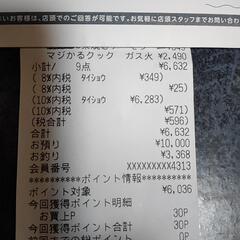 いお客様は、店頭でのご回答が可能です。お気軽に店頭スタッフまでお問い合わ
マジかるクック ガス火 ¥2,490
小計/ 9点 ¥6,632
( 8%内税 タイショウ ¥349)
( 8%内税 ¥25)
(10%内税 タイショウ ¥6,283)
(10%内税 ¥571)
(税合計 ¥596)
合計 ¥6,632
お預り ¥10,000
お釣り ¥3,368
会員番号 XXXXXXXXX4313
*********ポイント情報********
ポイント対象 ¥6,036
今回獲得ポイント明細
お買上P 30P
今回獲得ポイント合計 30P